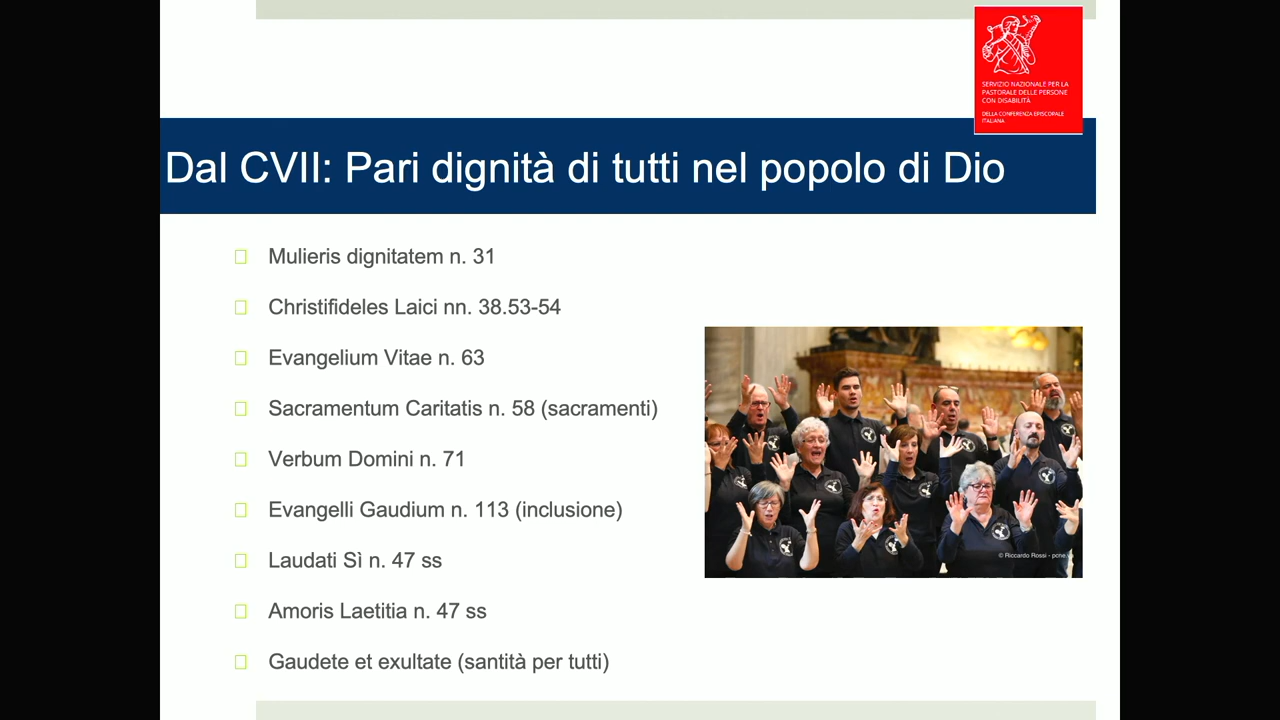 SERVIZIO NAZIONALE PER LA
PASTORALE DELLE PERSONE
CON DISABILITÀ
DELLA CONFERENZA EPISCOPALE
ITALIANA
Dal CVII: Pari dignità di tutti nel popolo di Dio
Mulieris dignitatem n. 31
Christifideles Laici nn. 38.53-54
Evangelium Vitae n. 63
Sacramentum Caritatis n. 58 (sacramenti)
Verbum Domini n. 71
Evangelli Gaudium n. 113 (inclusione)
Laudati Sì n. 47 ss
Amoris Laetitia n. 47 ss
Gaudete et exultate (santità per tutti)
© Riccardo Rossi -